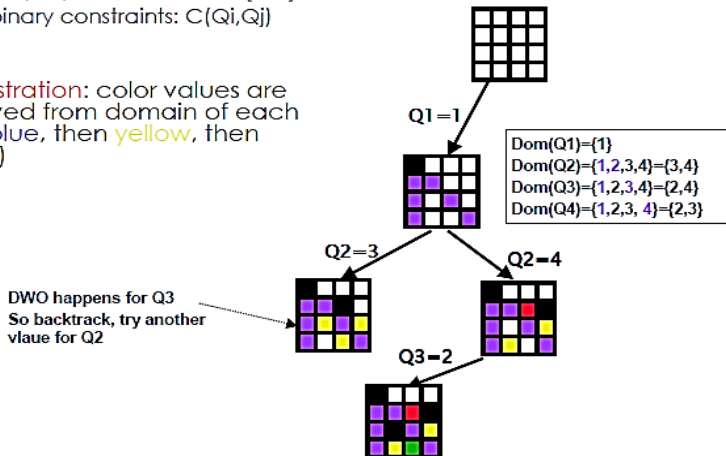 inary constraints: C(Qi,Qj)
stration: color values are
ved from domain of each
lue, then yellow, then
)
Q1=1
Dom(Q1)={1}
Dom(Q2)={1,2,3,4}={3,4}
Dom(Q3)={1,2,3,4}={2,4}
Dom(Q4)={1,2,3, 4}={2,3}
Q2=3
Q2=4
DWO happens for Q3
So backtrack, try another
vlaue for Q2
Q3=2